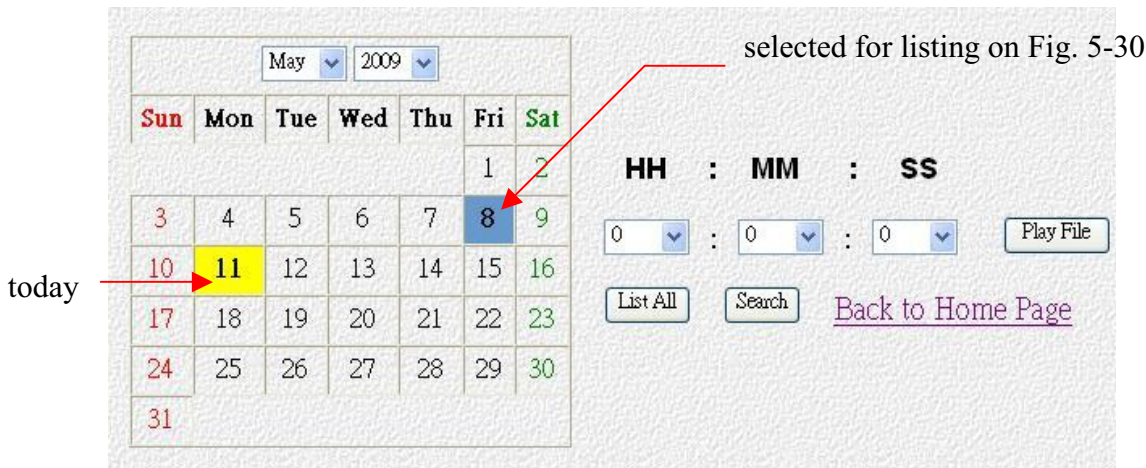 selected for listing on Fig. 5-30
May 2009
Sun Mon Tue Wed Thu Fri Sat
1 2
3 4 5 6 7 8 9
10 11 12 13 14 15 16
17 18 19 20 21 22 23
24 25 26 27 28 29 30
31
today
HH : MM : SS
0 : 0 : 0 Play File
List All Search Back to Home Page